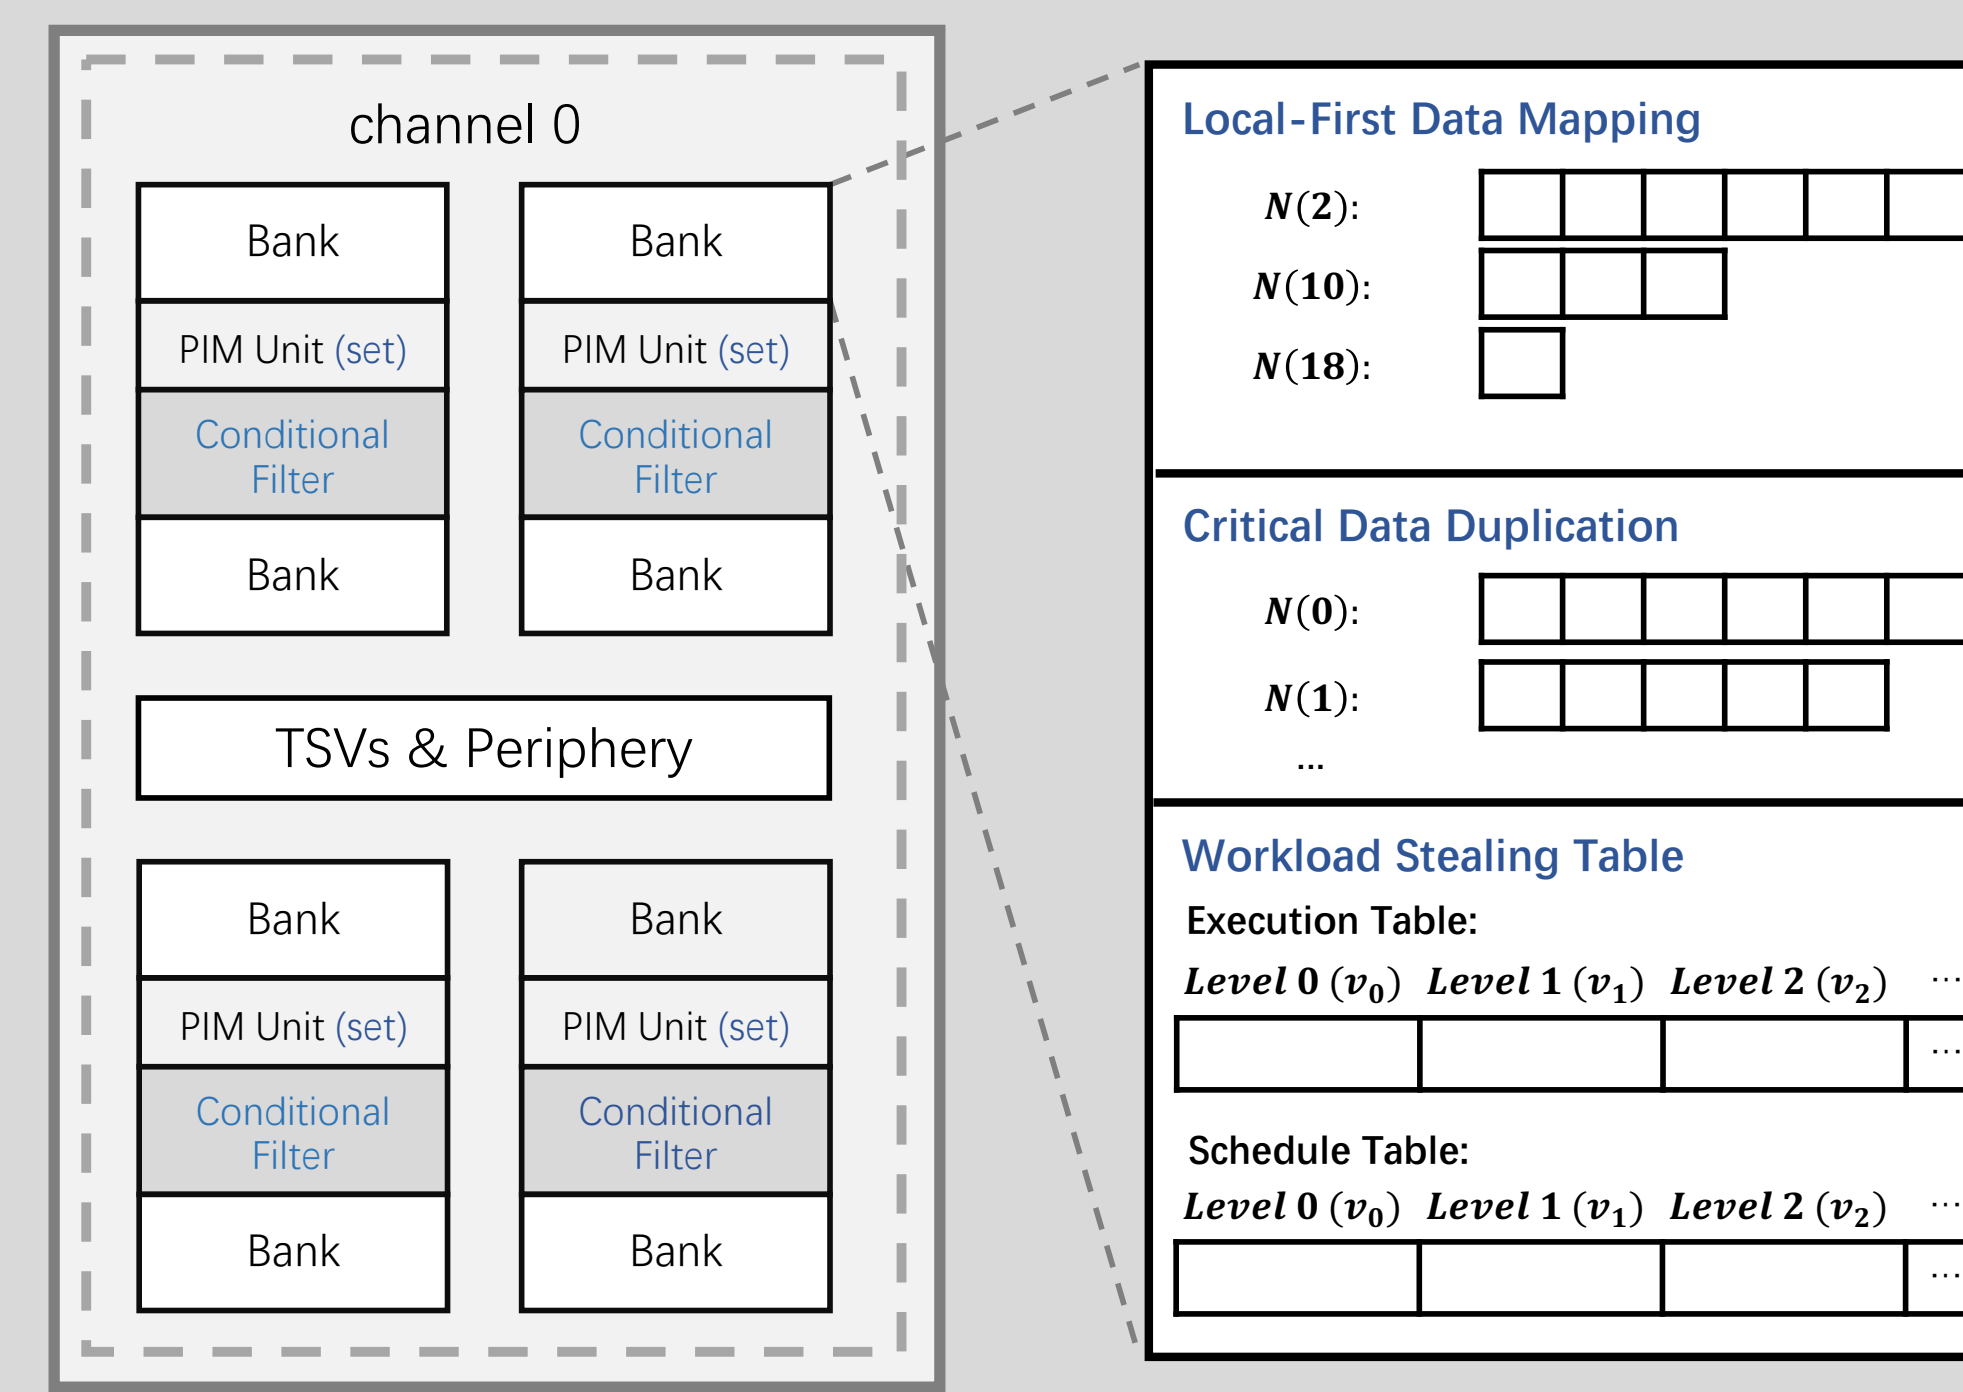 channel 0
Bank
Bank
PIM Unit (set)
PIM Unit (set)
Conditional
Filter
Conditional
Filter
Bank
Bank
TSVs & Periphery
Bank
Bank
PIM Unit (set)
PIM Unit (set)
Conditional
Filter
Conditional
Filter
Bank
Bank
Local-First Data Mapping
N(2):
N(10):
N(18):
Critical Data Duplication
N(0):
N(1):
...
Workload Stealing Table
Execution Table:
Level 0 (v₀) Level 1 (v₁) Level 2 (v₂) ...
...
Schedule Table:
Level 0 (v₀) Level 1 (v₁) Level 2 (v₂) ...
...